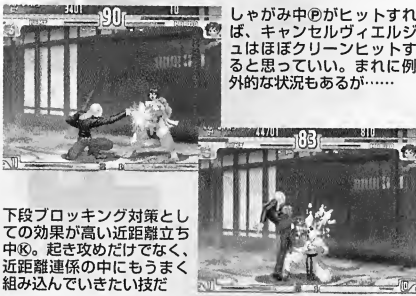 しゃがみ中Ⓟがヒットすれ
ば、キャンセルヴィエルジ
ュはほぼクリーンヒットす
ると思っていい。まれに例
外的な状況もあるが……
90
83
下段ブロッキング対策とし
ての効果が高い近距離立ち
中Ⓚ。起き攻めだけでなく、
近距離連係の中にもうまく
組み込んでいきたい技だ